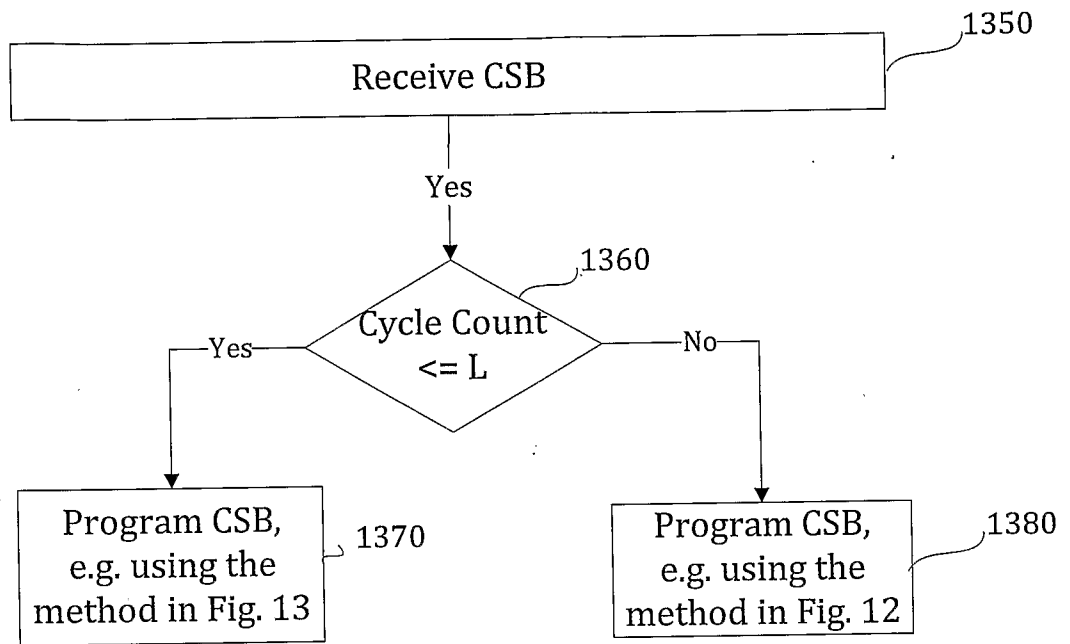 1350
Receive CSB
Yes
1360
Cycle Count
<= L
Yes
No
Program CSB,
e.g. using the
method in Fig. 13
1370
Program CSB,
e.g. using the
method in Fig. 12
1380